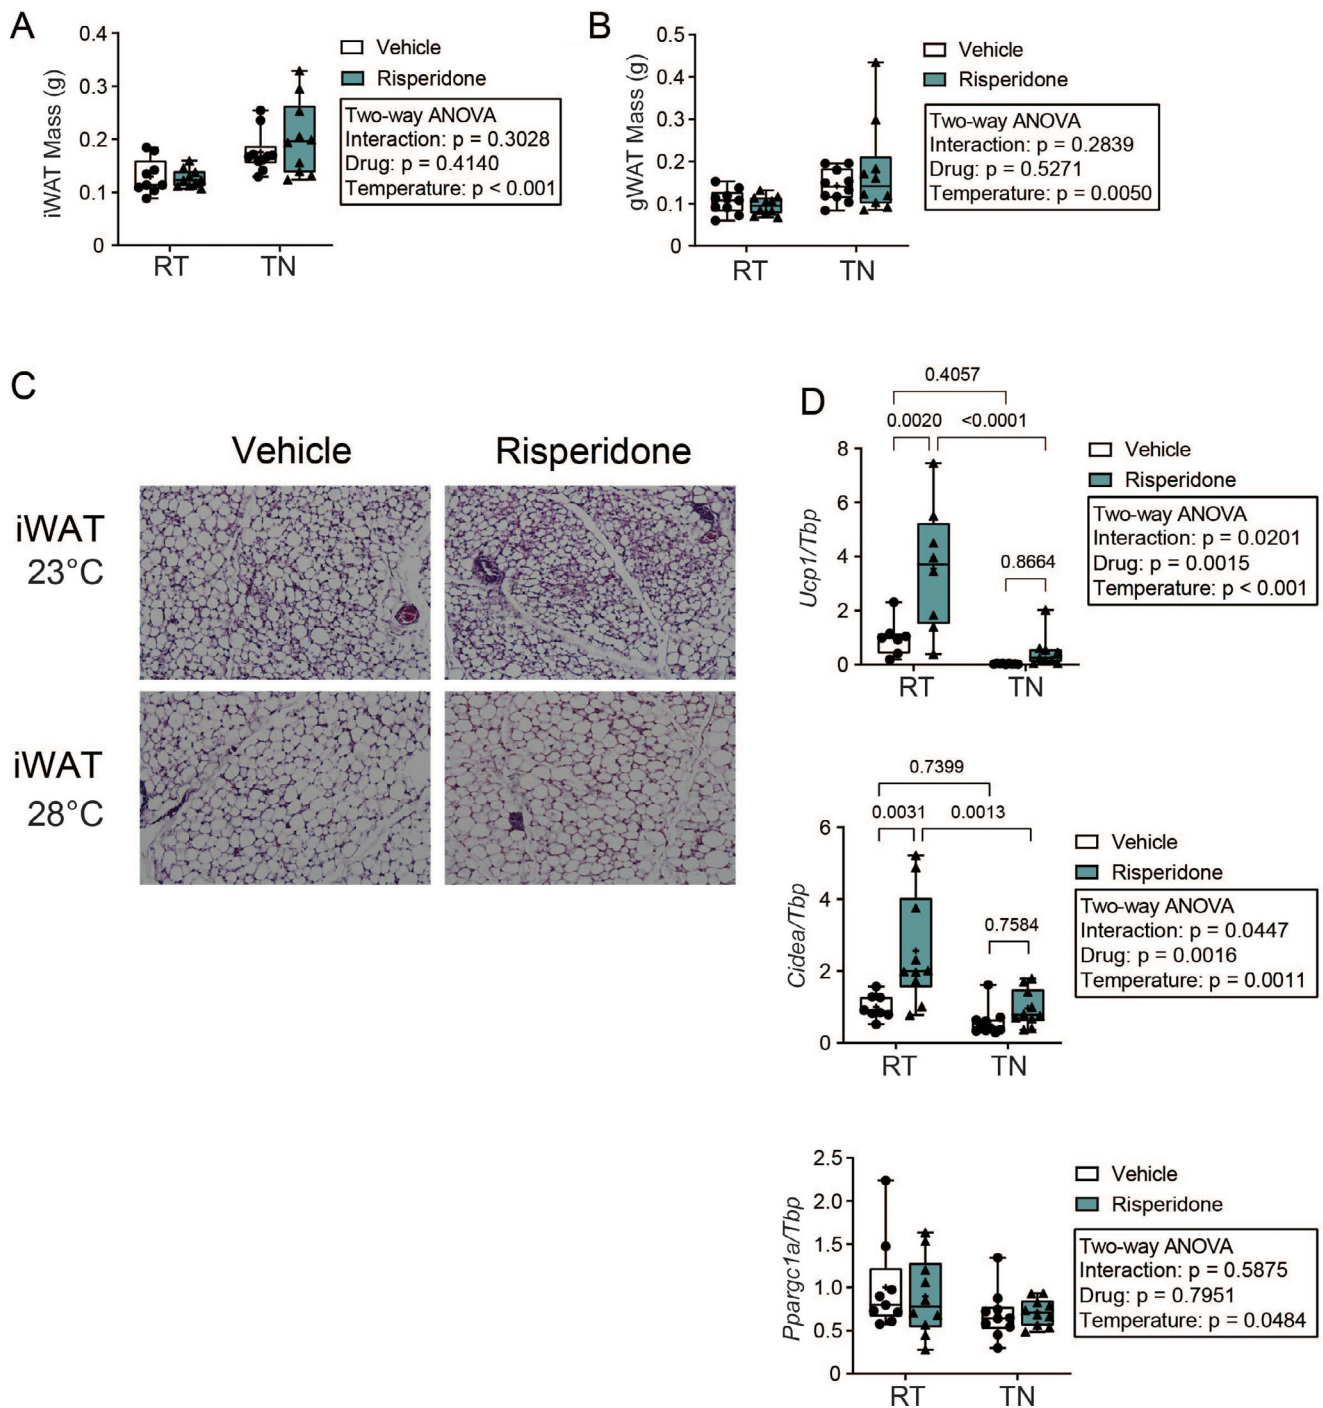 A
iWAT Mass (g)
0.4
0.3
0.2
0.1
0
RT
TN
Vehicle
Risperidone
Two-way ANOVA
Interaction: p = 0.3028
Drug: p = 0.4140
Temperature: p < 0.001
B
gWAT Mass (g)
0.5
0.4
0.3
0.2
0.1
0
RT
TN
Vehicle
Risperidone
Two-way ANOVA
Interaction: p = 0.2839
Drug: p = 0.5271
Temperature: p = 0.0050
C
Vehicle
Risperidone
iWAT
23°C
iWAT
28°C
D
0.4057
0.0020
<0.0001
Ucp1/Tbp
8
6
4
2
0
0.8664
RT
TN
Vehicle
Risperidone
Two-way ANOVA
Interaction: p = 0.0201
Drug: p = 0.0015
Temperature: p < 0.001
0.7399
0.0031
0.0013
Cidea/Tbp
6
4
2
0
0.7584
RT
TN
Vehicle
Risperidone
Two-way ANOVA
Interaction: p = 0.0447
Drug: p = 0.0016
Temperature: p = 0.0011
Ppargc1a/Tbp
2.5
2.0
1.5
1.0
0.5
0
RT
TN
Vehicle
Risperidone
Two-way ANOVA
Interaction: p = 0.5875
Drug: p = 0.7951
Temperature: p = 0.0484